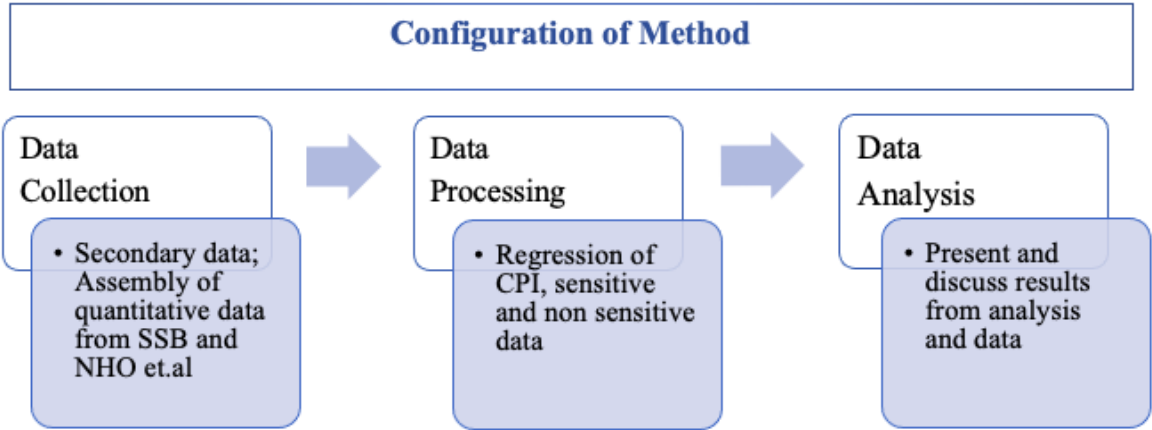 Configuration of Method
Data
Collection
• Secondary data;
Assembly of
quantitative data
from SSB and
NHO et.al
Data
Processing
• Regression of
CPI, sensitive
and non sensitive
data
Data
Analysis
• Present and
discuss results
from analysis
and data